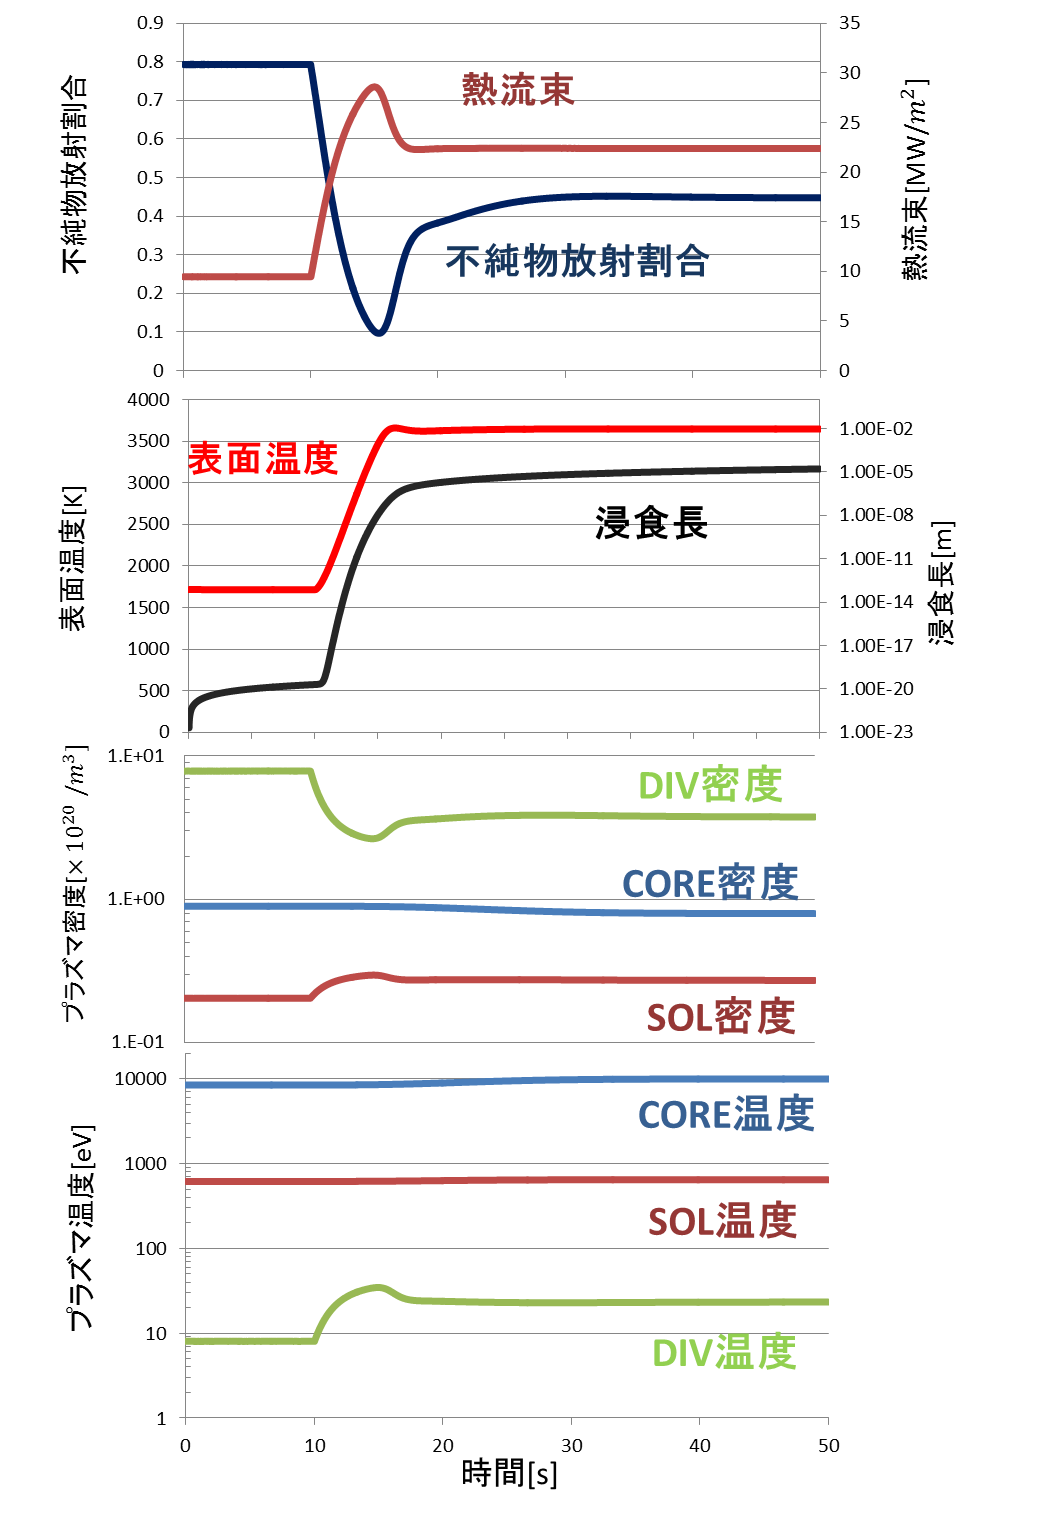 不純物放射割合
0.9
0.8
0.7
0.6
0.5
0.4
0.3
0.2
0.1
0
熱流束
不純物放射割合
35
30
25
20
15
10
5
0
熱流束[MW/m²]
表面温度[K]
4000
3500
3000
2500
2000
1500
1000
500
0
表面温度
浸食長
1.00E-02
1.00E-05
1.00E-08
1.00E-11
1.00E-14
1.00E-17
1.00E-20
1.00E-23
浸食長[m]
プラズマ密度[× 10²⁰ /m³]
1.E+01
1.E+00
1.E-01
DIV密度
CORE密度
SOL密度
プラズマ温度[eV]
10000
1000
100
10
1
CORE温度
SOL温度
DIV温度
0 10 20 30 40 50
時間[s]